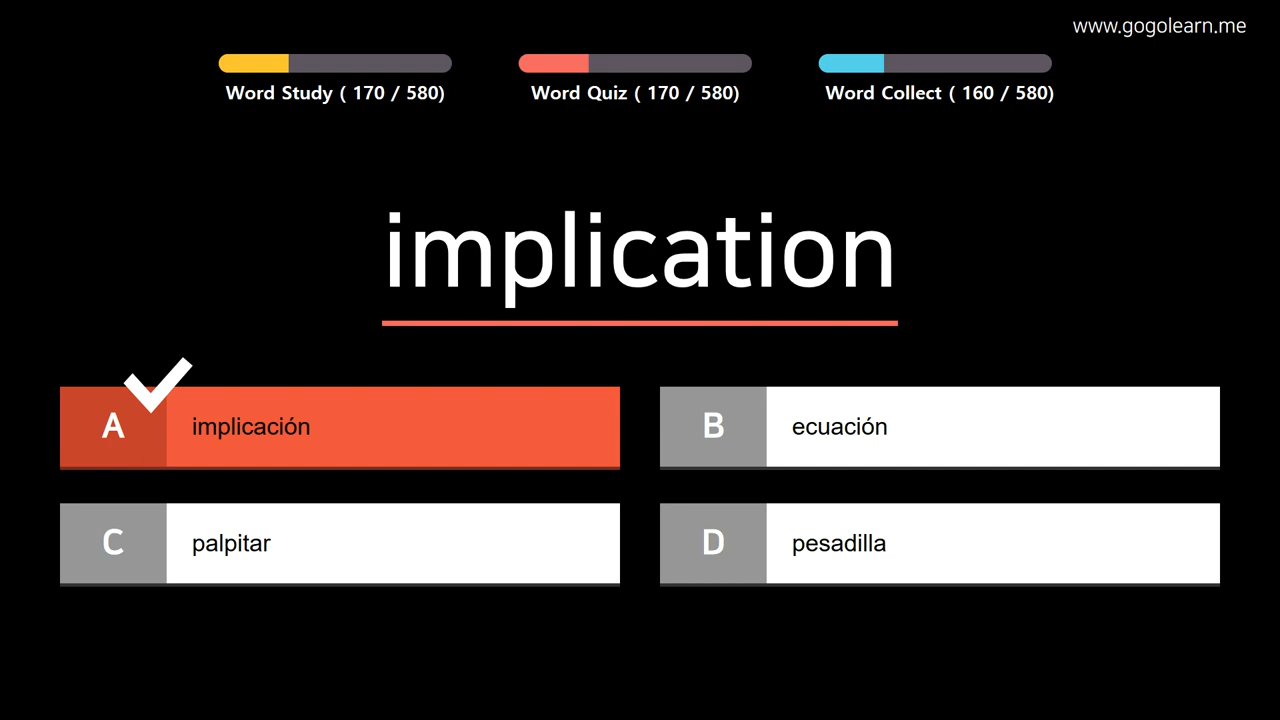 www.gogolearn.me
Word Study ( 170 / 580)
Word Quiz ( 170 / 580)
Word Collect ( 160 / 580)
implication
A implicación
B ecuación
C palpitar
D pesadilla